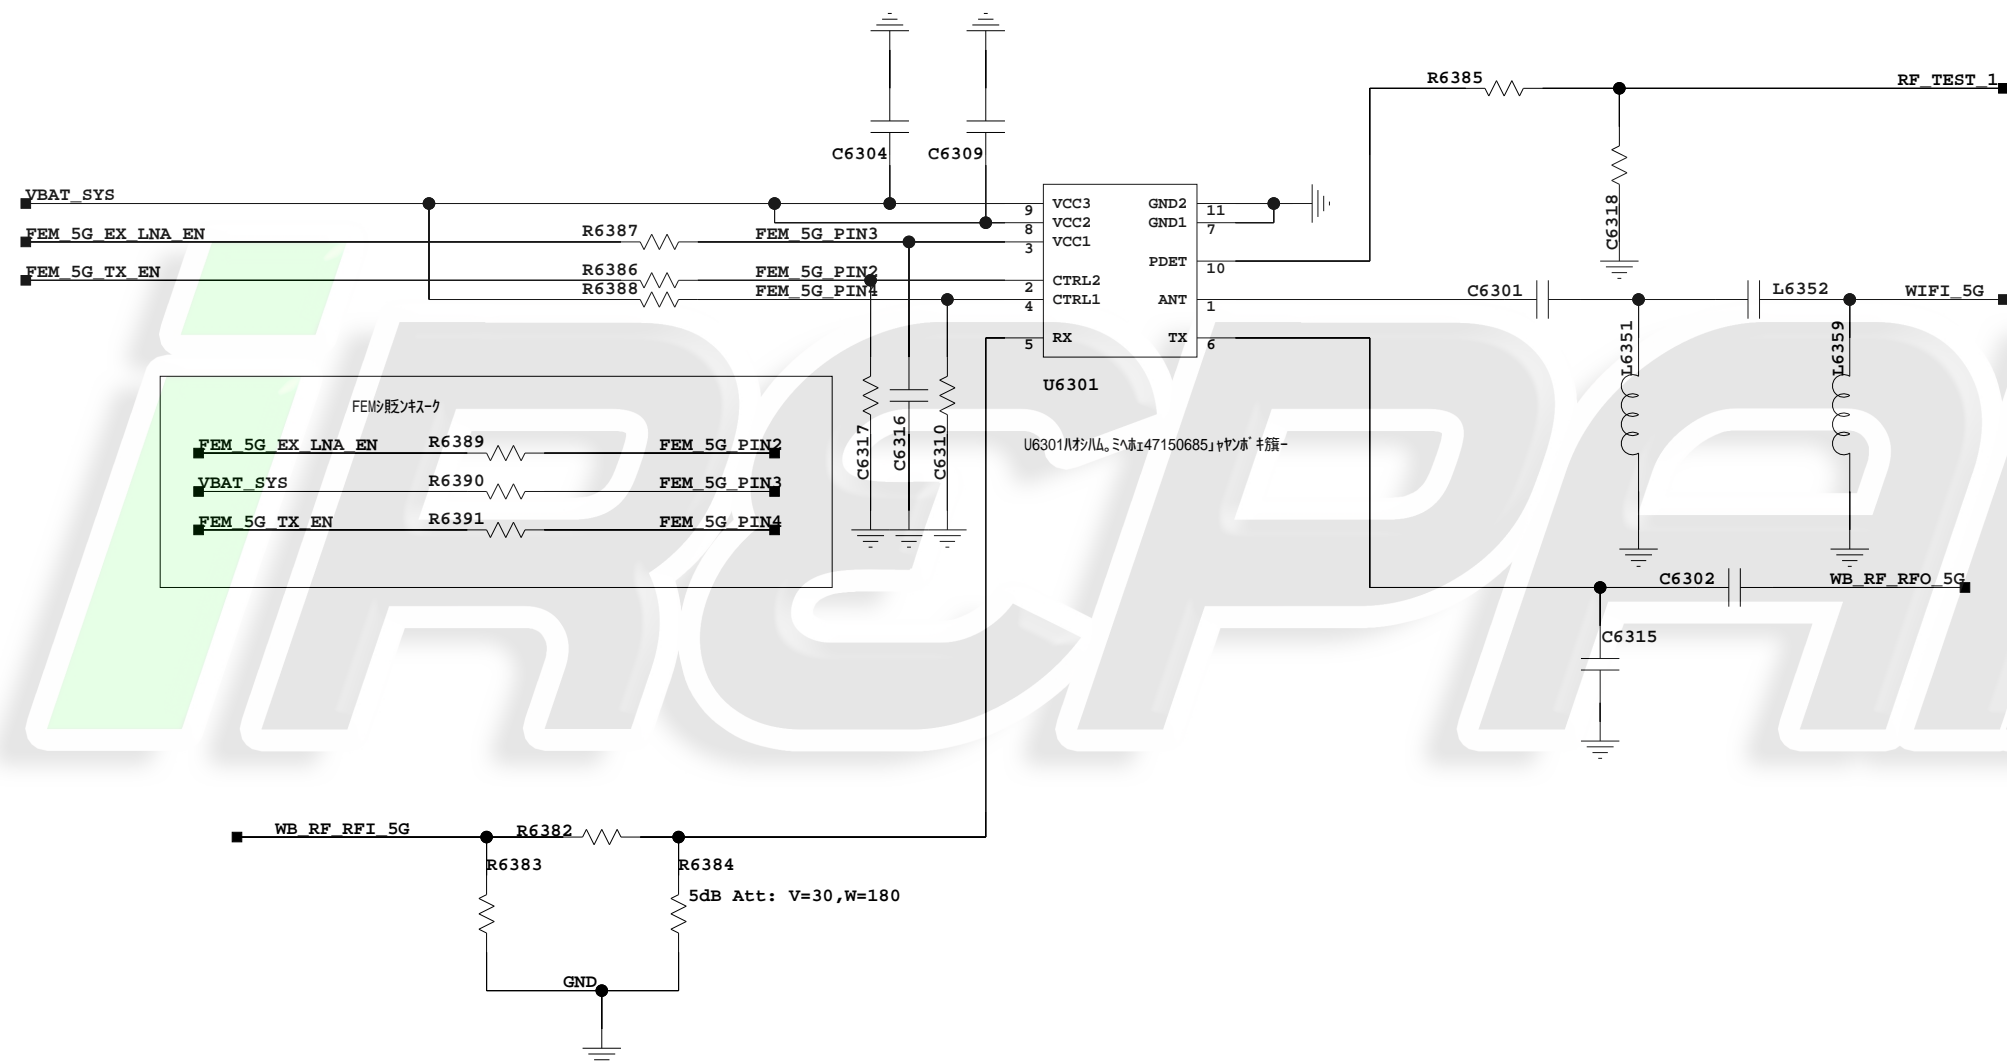 R6385
RF_TEST_1
C6304
C6309
VBAT_SYS
FEM_5G_EX_LNA_EN
R6387
FEM_5G_PIN3
FEM_5G_TX_EN
R6386
FEM_5G_PIN2
R6388
FEM_5G_PIN4
9 VCC3
8 VCC2
3 VCC1
2 CTRL2
4 CTRL1
5 RX
GND2 11
GND1 7
PDET 10
ANT 1
TX 6
U6301
C6318
C6301
L6352
WIFI_5G
L6351
L6359
C6317
C6316
C6310
FEM_5G_EX_LNA_EN
R6389
FEM_5G_PIN2
VBAT_SYS
R6390
FEM_5G_PIN3
FEM_5G_TX_EN
R6391
FEM_5G_PIN4
C6302
WB_RF_RFO_5G
C6315
WB_RF_RFI_5G
R6382
R6383
R6384
5dB Att: V=30,W=180
GND